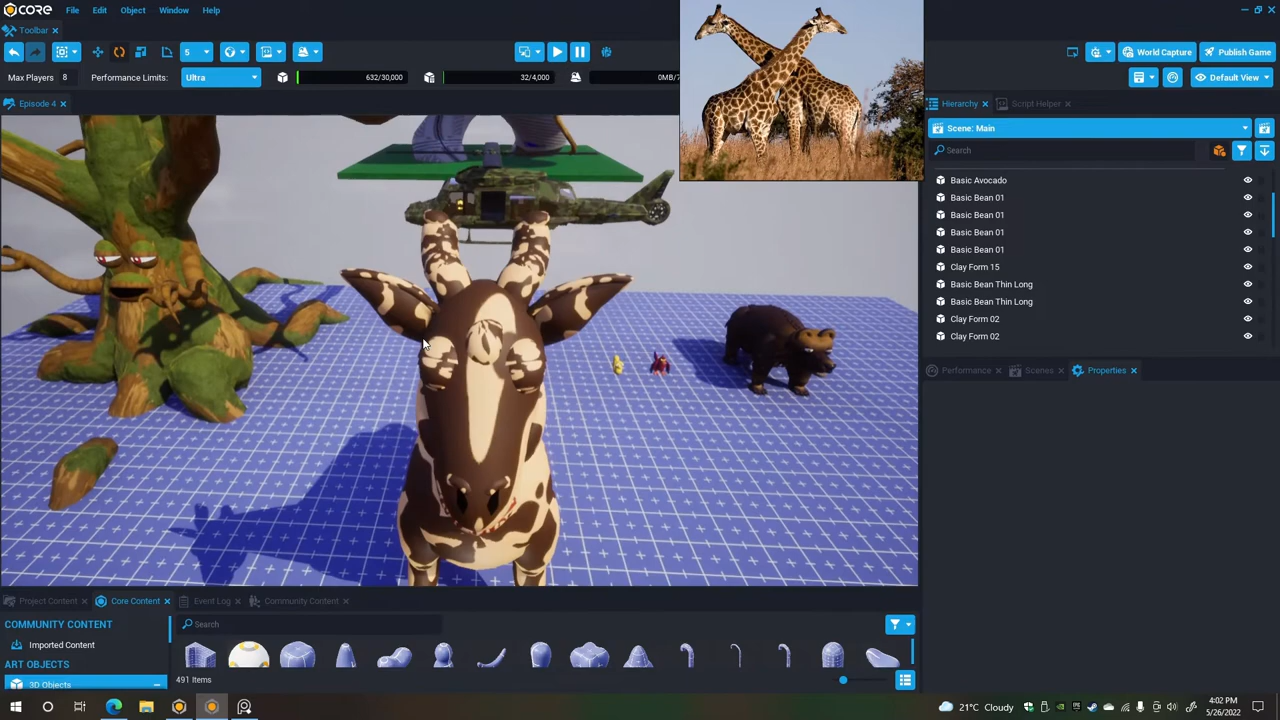 CORE File Edit Object Window Help
Toolbar
5 World Capture Publish Game
Max Players 8 Performance Limits: Ultra 632/30,000 32/4,000 Default View
Episode 4 Hierarchy Script Helper
Scene: Main
Search
Basic Avocado
Basic Bean 01
Basic Bean 01
Basic Bean 01
Basic Bean 01
Clay Form 15
Basic Bean Thin Long
Basic Bean Thin Long
Clay Form 02
Clay Form 02
Performance Scenes Properties
Project Content Core Content Event Log Community Content
COMMUNITY CONTENT Search
Imported Content
ART OBJECTS
3D Objects 491 Items
21°C Cloudy 4:02 PM
5/26/2022